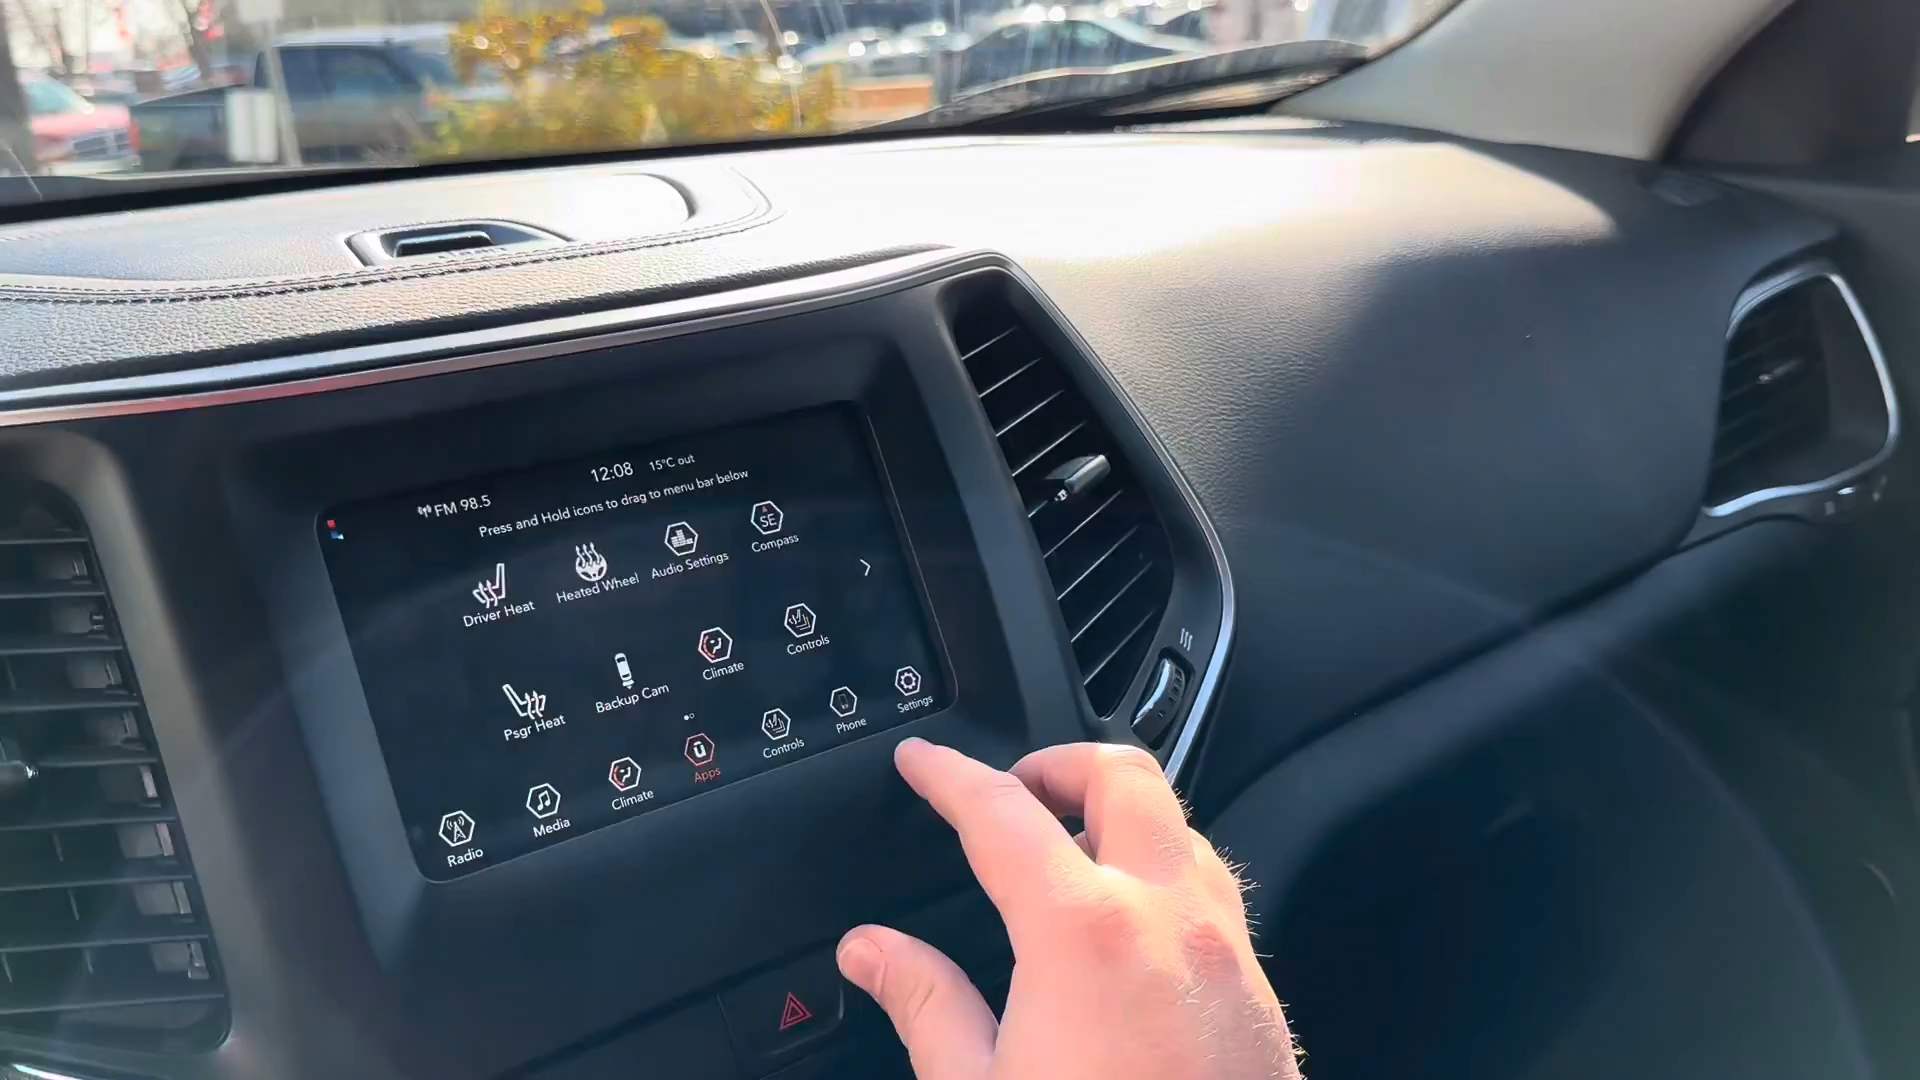 FM 98.5
12:08
15°C out
Press and Hold icons to drag to menu bar below
Driver Heat
Heated Wheel
Audio Settings
SE
Compass
Psgr Heat
Backup Cam
Climate
Controls
Radio
Media
Climate
Apps
Controls
Phone
Settings